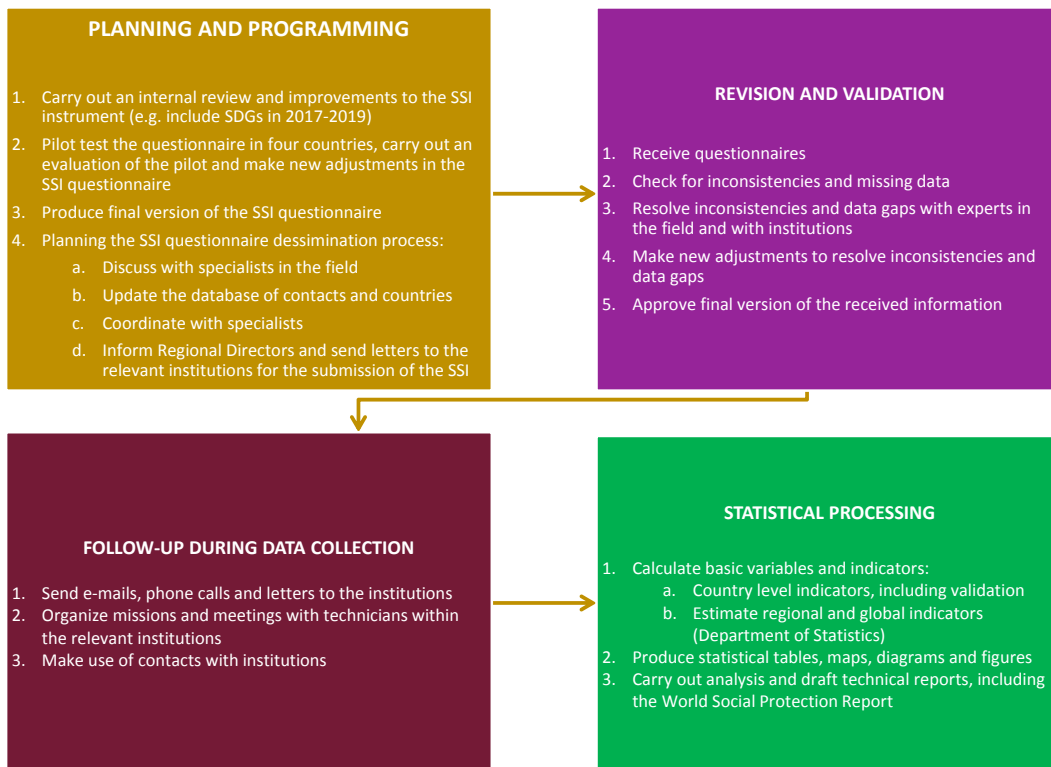 PLANNING AND PROGRAMMING
1. Carry out an internal review and improvements to the SSI
instrument (e.g. include SDGs in 2017-2019)
2. Pilot test the questionnaire in four countries, carry out an
evaluation of the pilot and make new adjustments in the
SSI questionnaire
3. Produce final version of the SSI questionnaire
4. Planning the SSI questionnaire dessimination process:
a. Discuss with specialists in the field
b. Update the database of contacts and countries
c. Coordinate with specialists
d. Inform Regional Directors and send letters to the
relevant institutions for the submission of the SSI
REVISION AND VALIDATION
1. Receive questionnaires
2. Check for inconsistencies and missing data
3. Resolve inconsistencies and data gaps with experts in
the field and with institutions
4. Make new adjustments to resolve inconsistencies and
data gaps
5. Approve final version of the received information
FOLLOW-UP DURING DATA COLLECTION
1. Send e-mails, phone calls and letters to the institutions
2. Organize missions and meetings with technicians within
the relevant institutions
3. Make use of contacts with institutions
STATISTICAL PROCESSING
1. Calculate basic variables and indicators:
a. Country level indicators, including validation
b. Estimate regional and global indicators
(Department of Statistics)
2. Produce statistical tables, maps, diagrams and figures
3. Carry out analysis and draft technical reports, including
the World Social Protection Report